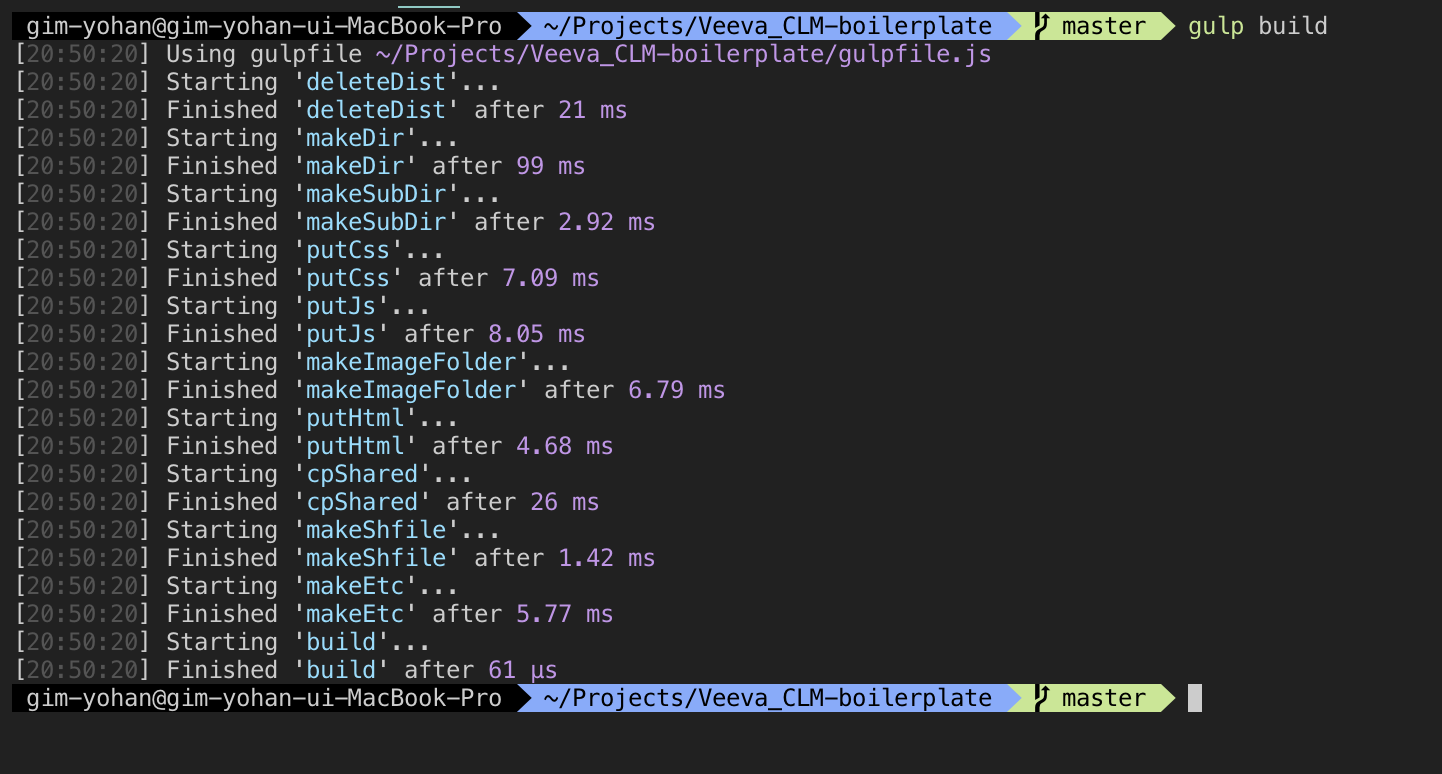 gim-yohan@gim-yohan-ui-MacBook-Pro ~/Projects/Veeva_CLM-boilerplate master gulp build
[20:50:20] Using gulpfile ~/Projects/Veeva_CLM-boilerplate/gulpfile.js
[20:50:20] Starting 'deleteDist'...
[20:50:20] Finished 'deleteDist' after 21 ms
[20:50:20] Starting 'makeDir'...
[20:50:20] Finished 'makeDir' after 99 ms
[20:50:20] Starting 'makeSubDir'...
[20:50:20] Finished 'makeSubDir' after 2.92 ms
[20:50:20] Starting 'putCss'...
[20:50:20] Finished 'putCss' after 7.09 ms
[20:50:20] Starting 'putJs'...
[20:50:20] Finished 'putJs' after 8.05 ms
[20:50:20] Starting 'makeImageFolder'...
[20:50:20] Finished 'makeImageFolder' after 6.79 ms
[20:50:20] Starting 'putHtml'...
[20:50:20] Finished 'putHtml' after 4.68 ms
[20:50:20] Starting 'cpShared'...
[20:50:20] Finished 'cpShared' after 26 ms
[20:50:20] Starting 'makeShfile'...
[20:50:20] Finished 'makeShfile' after 1.42 ms
[20:50:20] Starting 'makeEtc'...
[20:50:20] Finished 'makeEtc' after 5.77 ms
[20:50:20] Starting 'build'...
[20:50:20] Finished 'build' after 61 μs
gim-yohan@gim-yohan-ui-MacBook-Pro ~/Projects/Veeva_CLM-boilerplate master